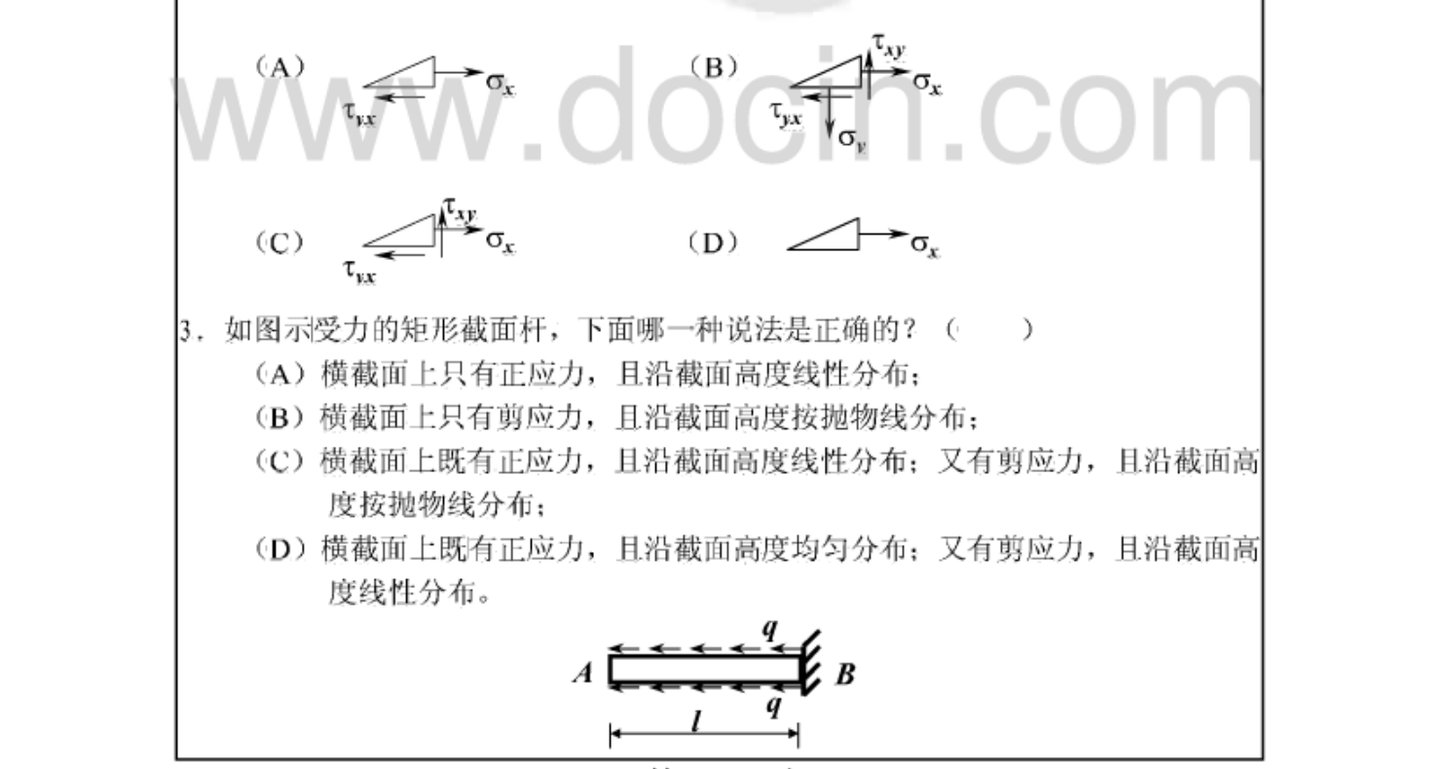 (A) σx
τyx
(B) τxy σx
τyx σy
(C) τxy σx
τyx
(D) σx
www.docin.com
3. 如图示受力的矩形截面杆，下面哪一种说法是正确的？（ ）
（A）横截面上只有正应力，且沿截面高度线性分布；
（B）横截面上只有剪应力，且沿截面高度按抛物线分布；
（C）横截面上既有正应力，且沿截面高度线性分布；又有剪应力，且沿截面高
度按抛物线分布；
（D）横截面上既有正应力，且沿截面高度均匀分布；又有剪应力，且沿截面高
度线性分布。
q
A B
q
l